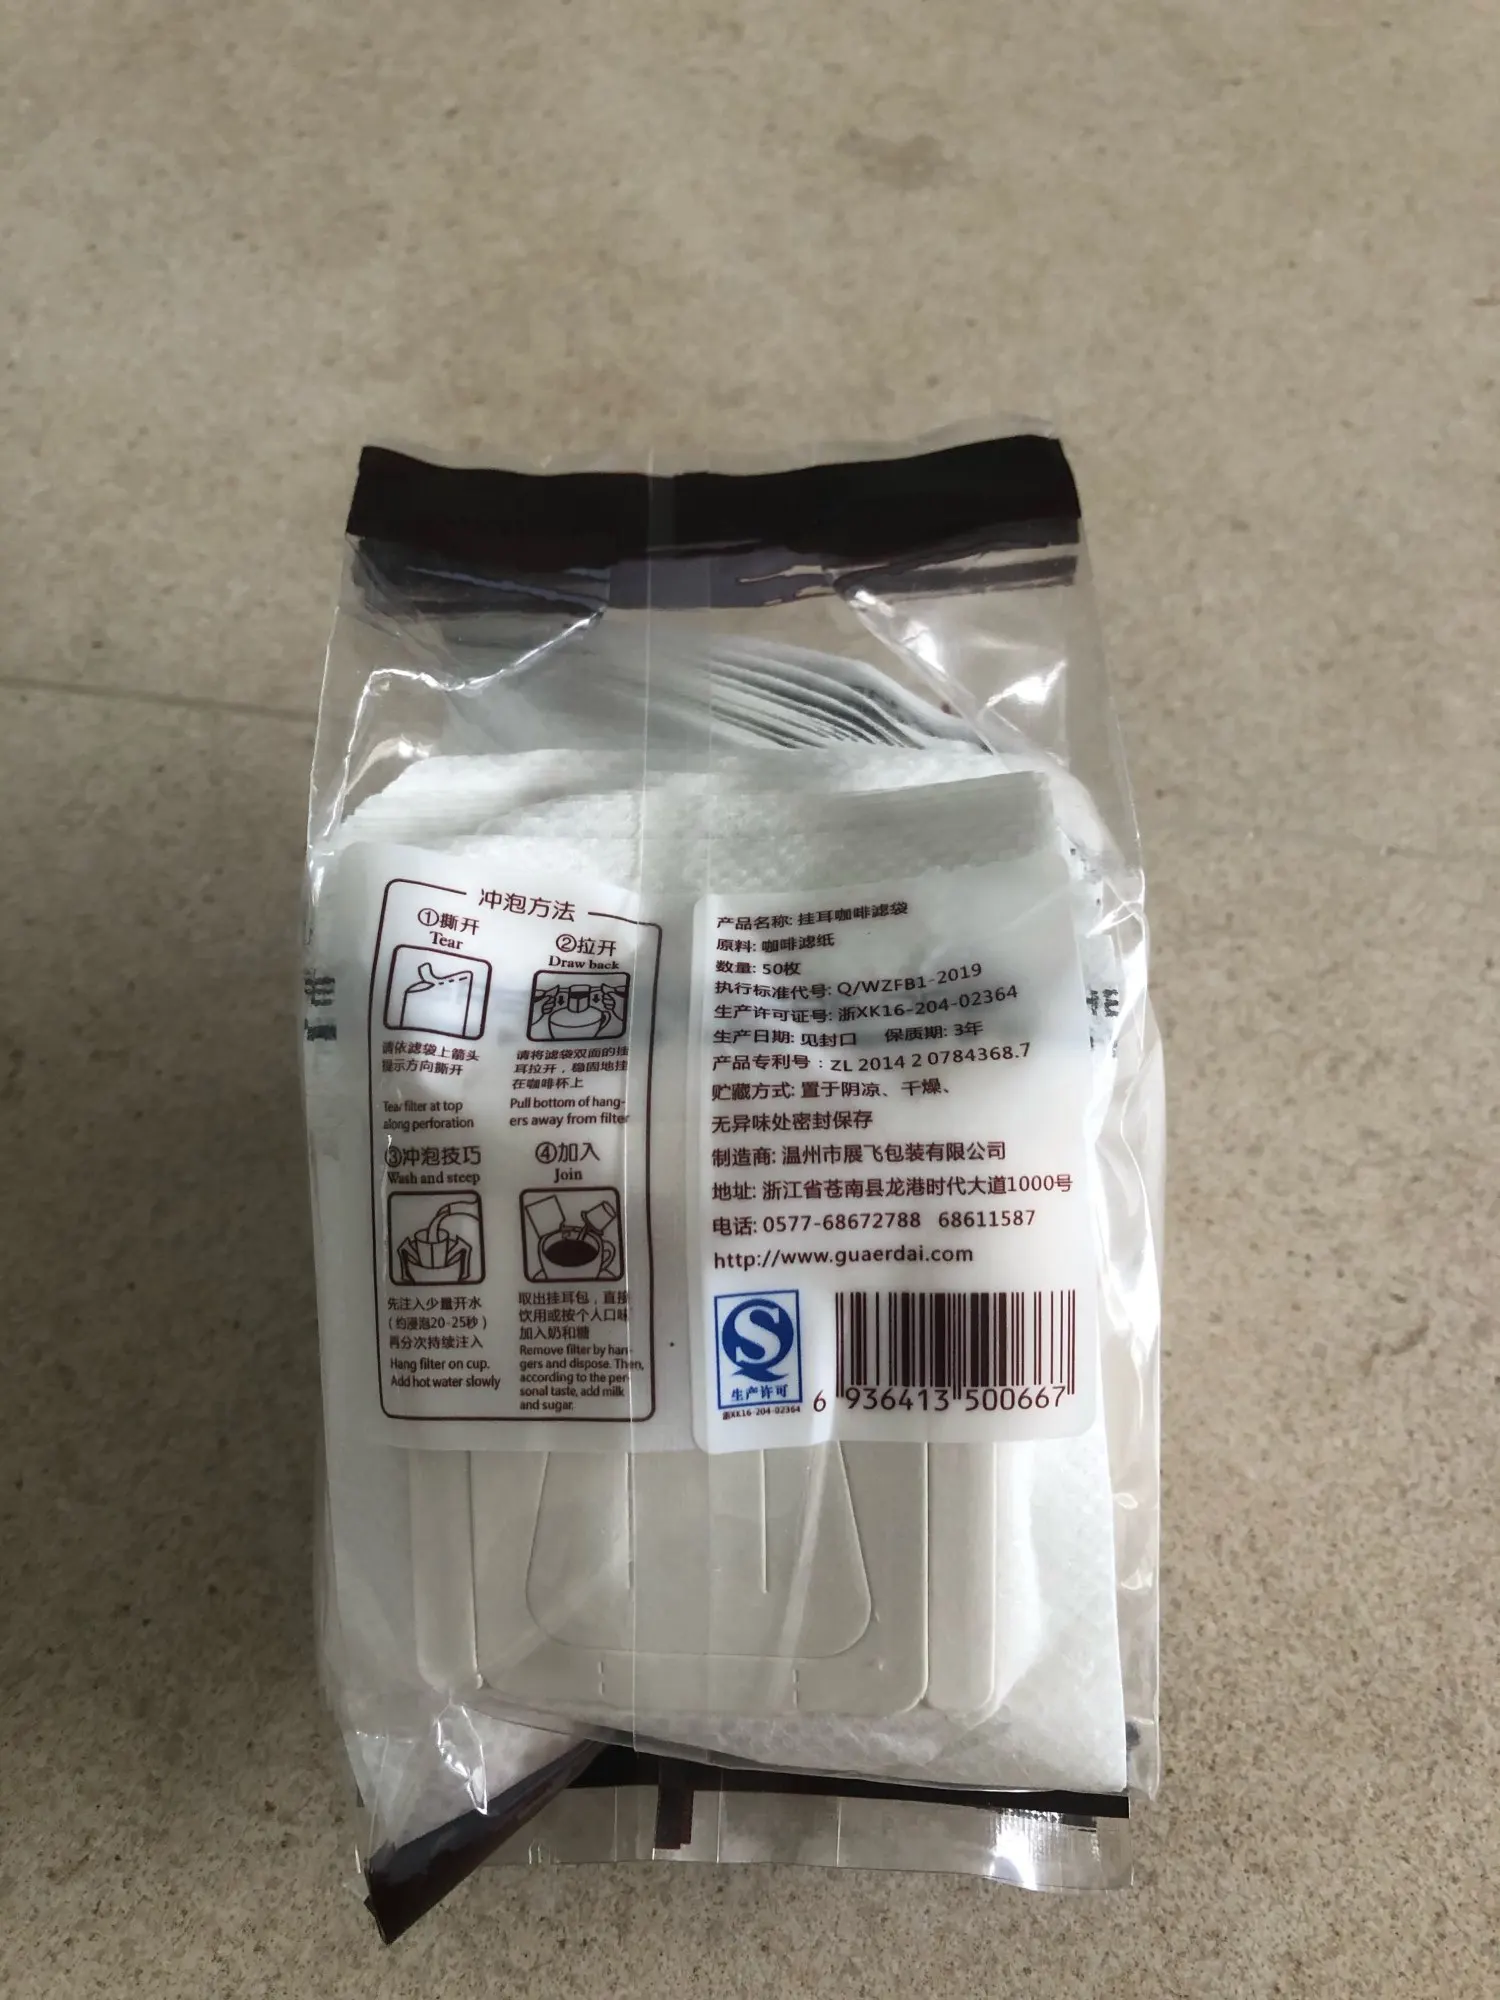 冲泡方法
①撕开
Tear
请依滤袋上箭头
提示方向撕开
Tear filter at top
along perforation
②拉开
Draw back
请将滤袋双面的挂
耳拉开，稳固地挂
在咖啡杯上
Pull bottom of hang-
ers away from filter
③冲泡技巧
Wash and steep
先注入少量开水
(约浸泡20-25秒)
再分次持续注入
Hang filter on cup.
Add hot water slowly
④加入
Join
取出挂耳包，直接
饮用或按个人口味
加入奶和糖
Remove filter by han-
gers and dispose. Then,
according to the per-
sonal taste, add milk
and sugar.
产品名称: 挂耳咖啡滤袋
原料: 咖啡滤纸
数量: 50枚
执行标准代号: Q/WZFB1-2019
生产许可证号: 浙XK16-204-02364
生产日期: 见封口 保质期: 3年
产品专利号：ZL 2014 2 0784368.7
贮藏方式: 置于阴凉、干燥、
无异味处密封保存
制造商: 温州市展飞包装有限公司
地址: 浙江省苍南县龙港时代大道1000号
电话: 0577-68672788 68611587
http://www.guaerdai.com
生产许可
浙XK16-204-02364
6 936413 500667